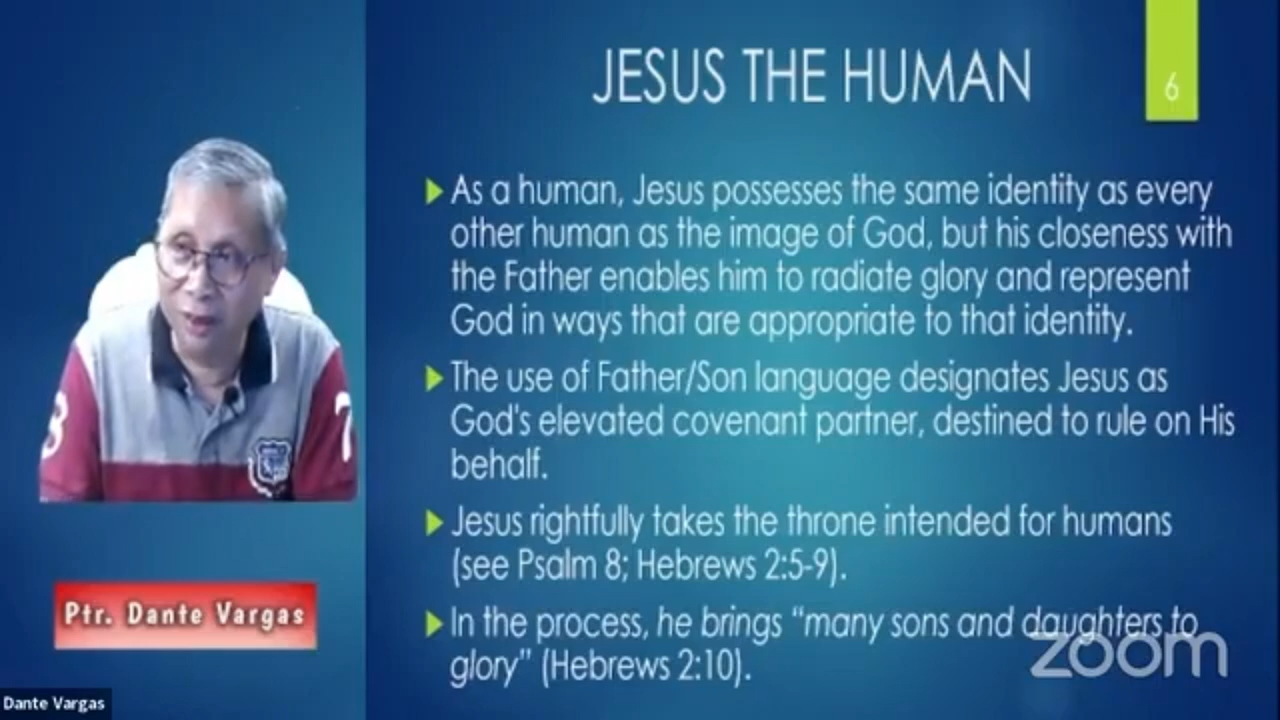 JESUS THE HUMAN
6
As a human, Jesus possesses the same identity as every
other human as the image of God, but his closeness with
the Father enables him to radiate glory and represent
God in ways that are appropriate to that identity.
The use of Father/Son language designates Jesus as
God's elevated covenant partner, destined to rule on His
behalf.
Jesus rightfully takes the throne intended for humans
(see Psalm 8; Hebrews 2:5-9).
In the process, he brings “many sons and daughters to
glory” (Hebrews 2:10).
zoom
3
7
Ptr. Dante Vargas
Dante Vargas